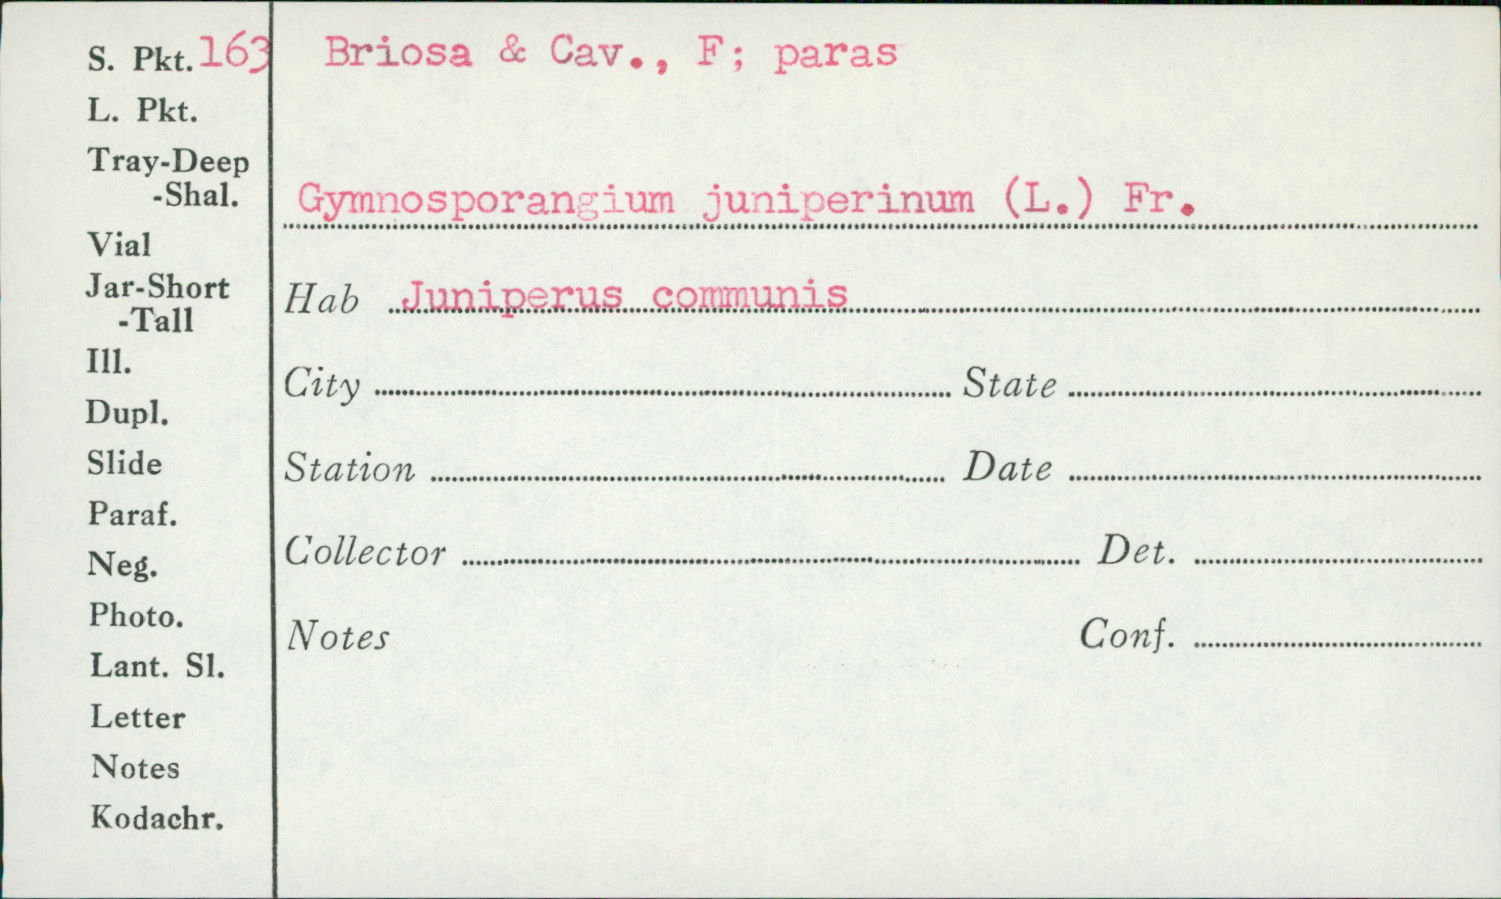 S. Pkt. 163
L. Pkt.
Tray-Deep
-Shal.
Vial
Jar-Short
-Tall
Ill.
Dupl.
Slide
Paraf.
Neg.
Photo.
Lant. Sl.
Letter
Notes
Kodachr.
Briosa & Cav., F; paras
Gymnosporangium juniperinum (L.) Fr.
Hab Juniperus communis
City State
Station Date
Collector Det.
Notes Conf.